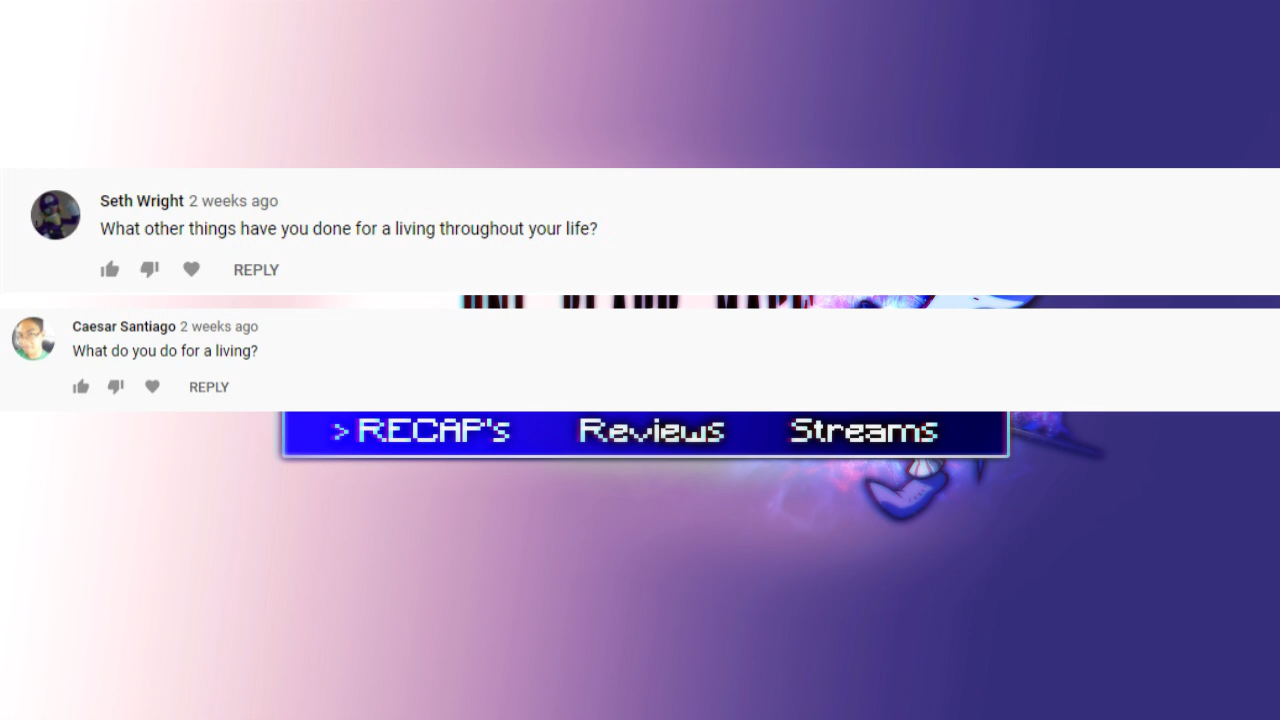 Seth Wright 2 weeks ago
What other things have you done for a living throughout your life?
REPLY
Caesar Santiago 2 weeks ago
What do you do for a living?
REPLY
> RECAP's Reviews Streams